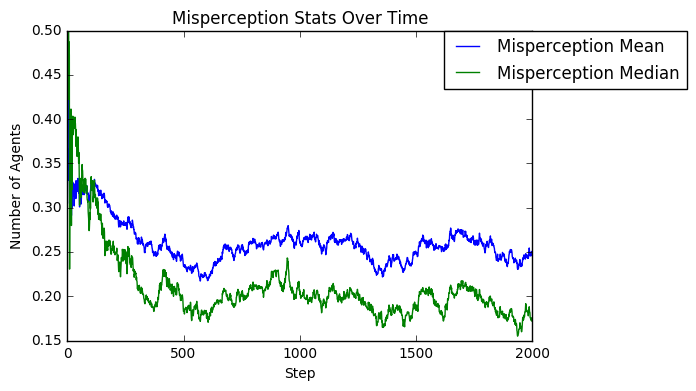 Misperception Stats Over Time
Misperception Mean
Misperception Median
0.50
0.45
0.40
0.35
0.30
0.25
0.20
0.15
Number of Agents
0
500
1000
1500
2000
Step